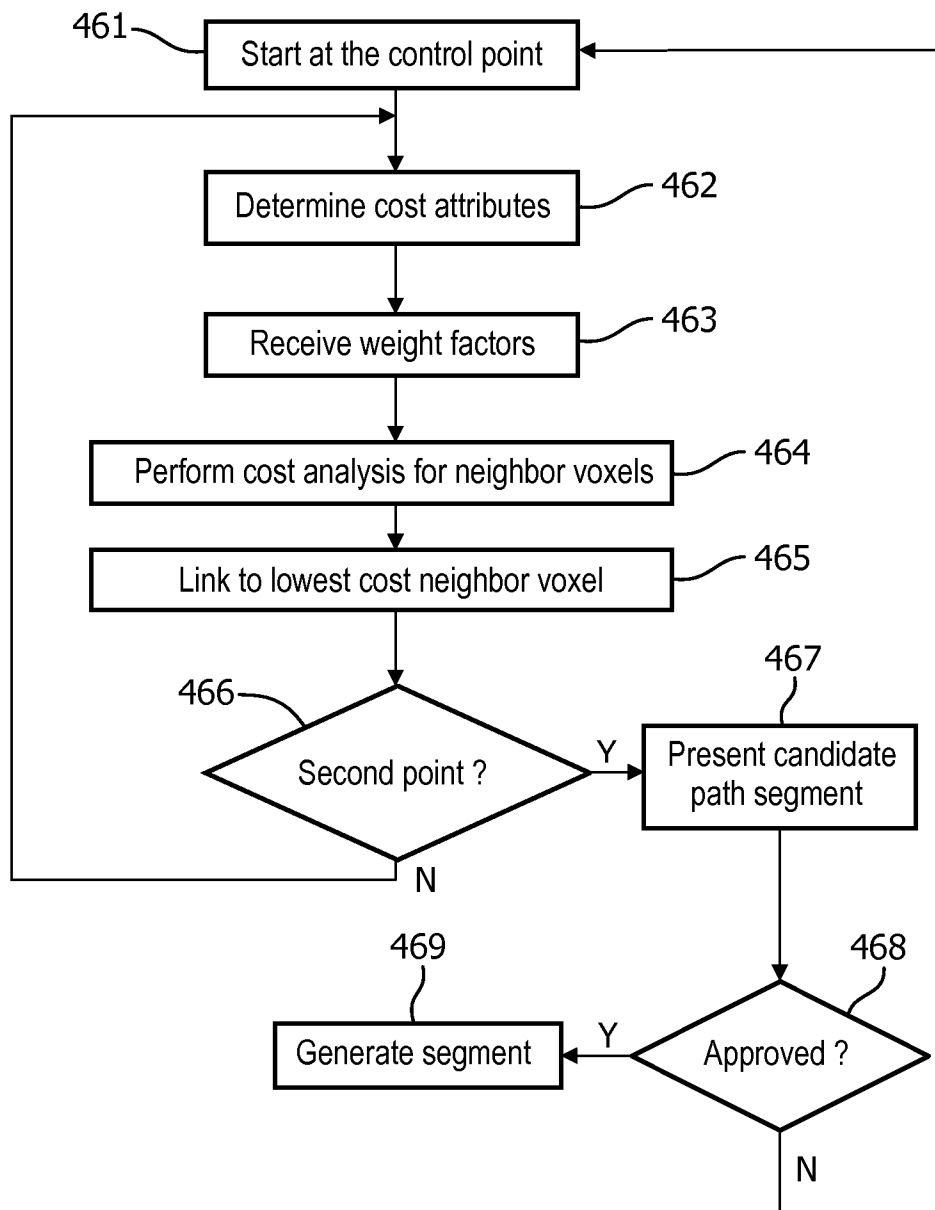 461
Start at the control point
Determine cost attributes
462
Receive weight factors
463
Perform cost analysis for neighbor voxels
464
Link to lowest cost neighbor voxel
465
466
Second point ?
Y
N
467
Present candidate
path segment
468
Approved ?
Y
N
469
Generate segment